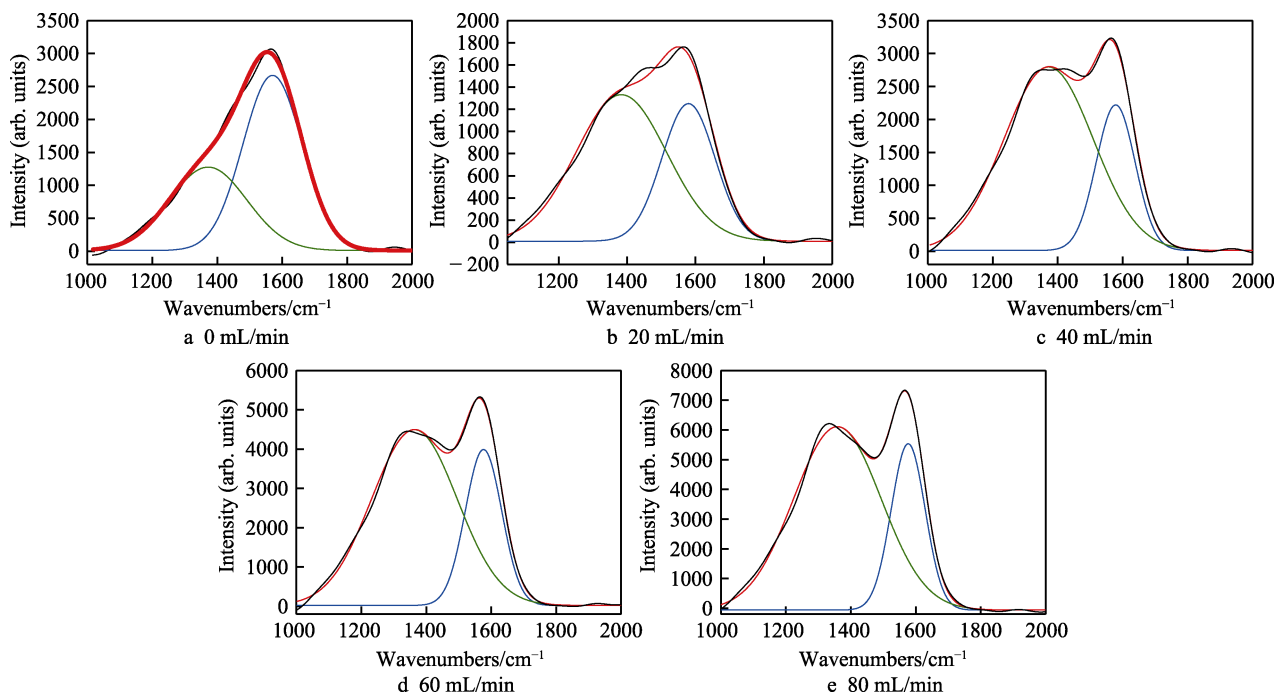 3500
3000
2500
2000
1500
1000
500
0
Intensity (arb. units)
1000 1200 1400 1600 1800 2000
Wavenumbers/cm⁻¹
a 0 mL/min
2000
1800
1600
1400
1200
1000
800
600
400
200
0
−200
Intensity (arb. units)
1200 1400 1600 1800 2000
Wavenumbers/cm⁻¹
b 20 mL/min
3500
3000
2500
2000
1500
1000
500
0
Intensity (arb. units)
1000 1200 1400 1600 1800 2000
Wavenumbers/cm⁻¹
c 40 mL/min
6000
5000
4000
3000
2000
1000
0
Intensity (arb. units)
1000 1200 1400 1600 1800 2000
Wavenumbers/cm⁻¹
d 60 mL/min
8000
7000
6000
5000
4000
3000
2000
1000
0
Intensity (arb. units)
1000 1200 1400 1600 1800 2000
Wavenumbers/cm⁻¹
e 80 mL/min